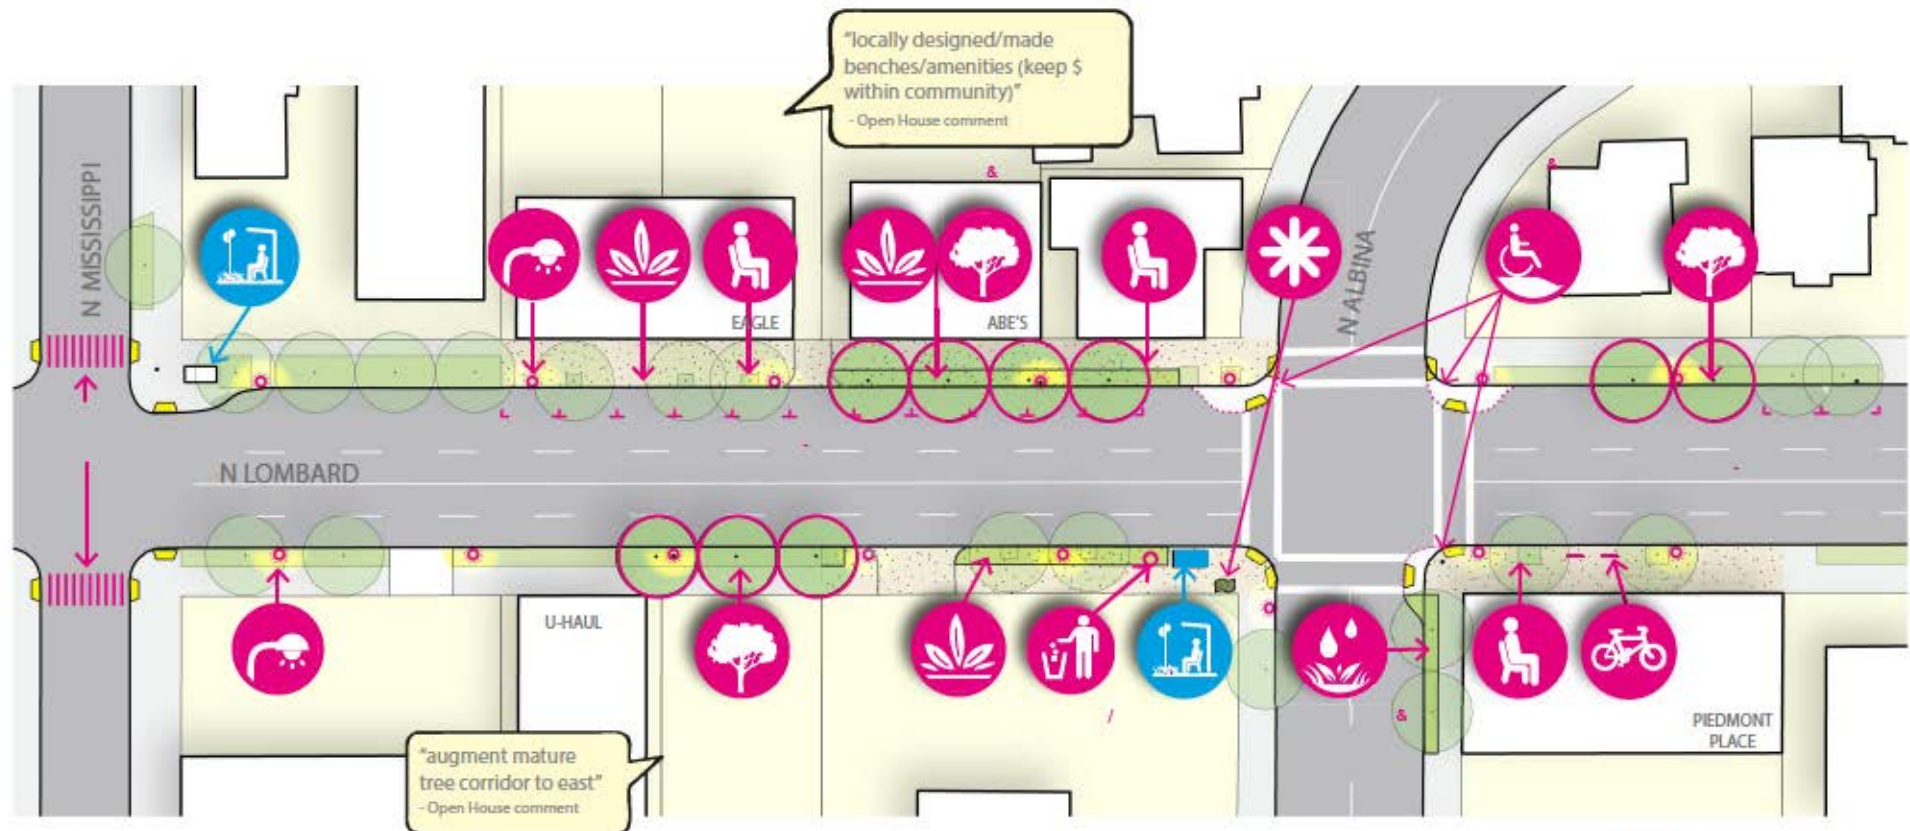 "locally designed/made
benches/amenities (keep $
within community)"
- Open House comment
N MISSISSIPPI
&
&
N ALBINA
EAGLE
ABE'S
N LOMBARD
U-HAUL
/
&
PIEDMONT
PLACE
"augment mature
tree corridor to east"
- Open House comment